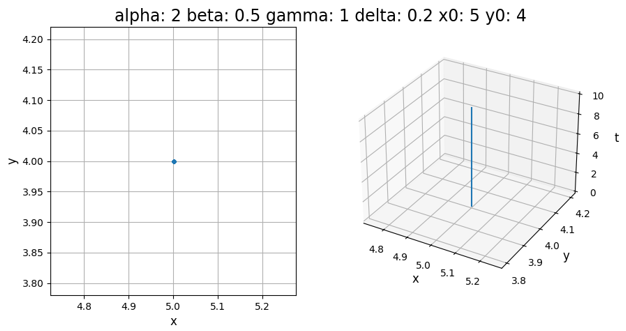 alpha: 2 beta: 0.5 gamma: 1 delta: 0.2 x0: 5 y0: 4
4.20
4.15
4.10
4.05
4.00
3.95
3.90
3.85
3.80
y
4.8 4.9 5.0 5.1 5.2
x
10
8
6
4
2
0
t
4.2
4.1
4.0
3.9
3.8
y
4.8 4.9 5.0 5.1 5.2
x